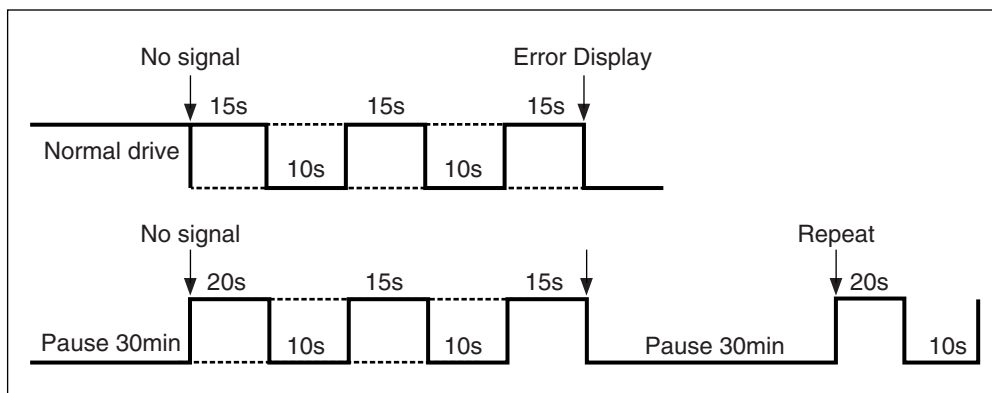 No signal Error Display
15s 15s 15s
Normal drive
10s 10s
No signal Repeat
20s 15s 15s 20s
Pause 30min 10s 10s Pause 30min 10s